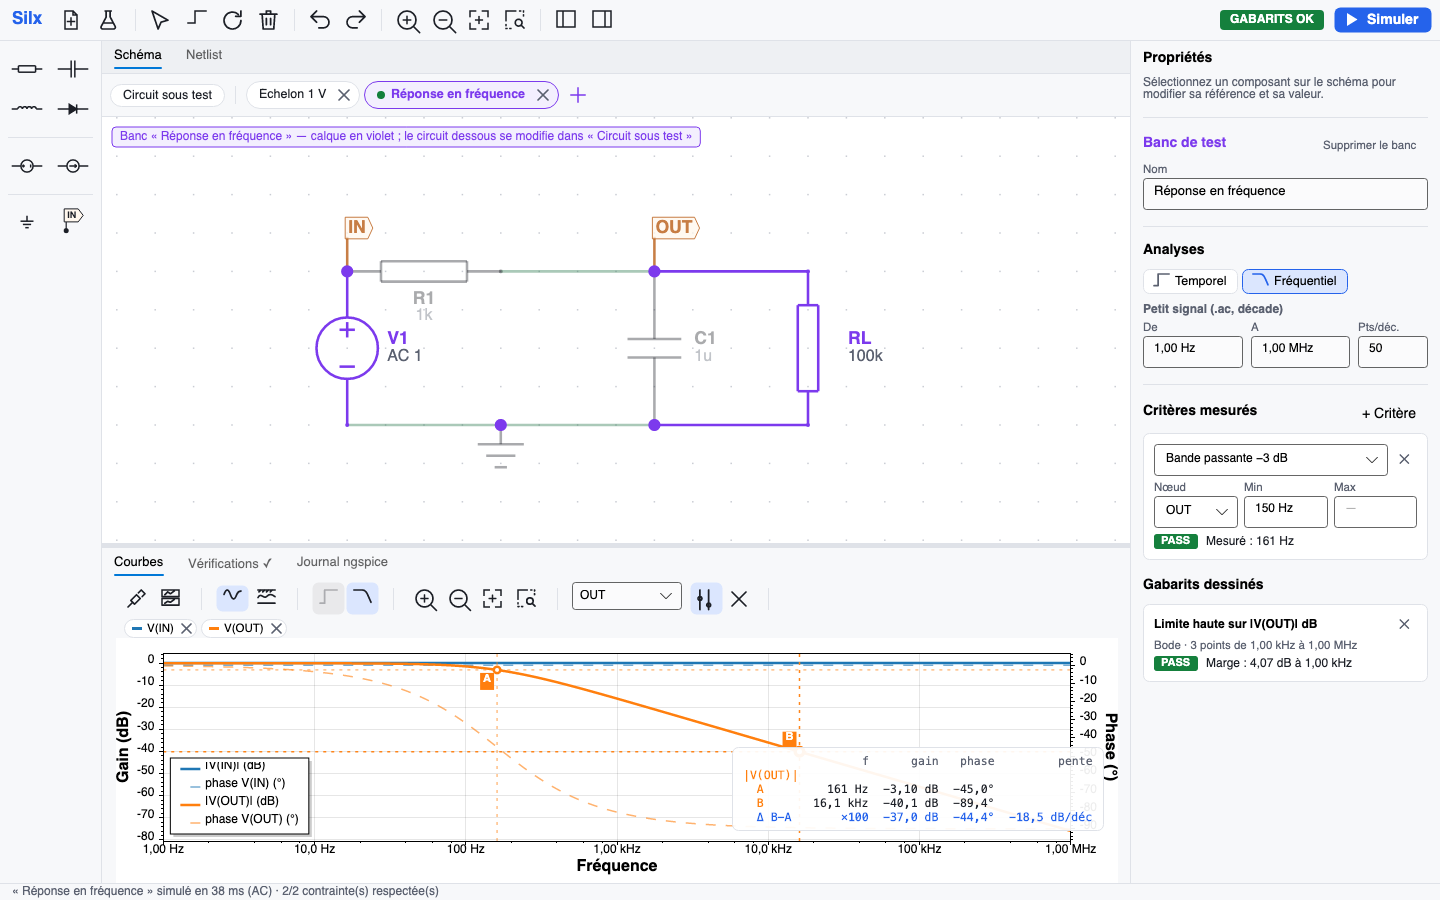 Silx
GABARITS OK
Simuler
Schéma
Netlist
Circuit sous test
Echelon 1 V
Réponse en fréquence
Banc « Réponse en fréquence » — calque en violet ; le circuit dessous se modifie dans « Circuit sous test »
IN
IN
OUT
R1
1k
V1
AC 1
C1
1u
RL
100k
Propriétés
Sélectionnez un composant sur le schéma pour
modifier sa référence et sa valeur.
Banc de test
Supprimer le banc
Nom
Réponse en fréquence
Analyses
Temporel
Fréquentiel
Petit signal (.ac, décade)
De
A
Pts/déc.
1,00 Hz
1,00 MHz
50
Critères mesurés
+ Critère
Bande passante −3 dB
Nœud
Min
Max
OUT
150 Hz
—
PASS
Mesuré : 161 Hz
Gabarits dessinés
Limite haute sur |V(OUT)| dB
Bode · 3 points de 1,00 kHz à 1,00 MHz
PASS
Marge : 4,07 dB à 1,00 kHz
Courbes
Vérifications ✓
Journal ngspice
OUT
V(IN)
V(OUT)
Gain (dB)
0
-10
-20
-30
-40
-50
-60
-70
-80
A
B
0
-10
-20
-30
-40
-50
-60
-70
-80
Phase (°)
|V(IN)| (dB)
phase V(IN) (°)
|V(OUT)| (dB)
phase V(OUT) (°)
f gain phase pente
|V(OUT)|
A 161 Hz −3,10 dB −45,0°
B 16,1 kHz −40,1 dB −89,4°
Δ B−A ×100 −37,0 dB −44,4° −18,5 dB/déc
1,00 Hz
10,0 Hz
100 Hz
1,00 kHz
10,0 kHz
100 kHz
1,00 MHz
Fréquence
« Réponse en fréquence » simulé en 38 ms (AC) · 2/2 contrainte(s) respectée(s)